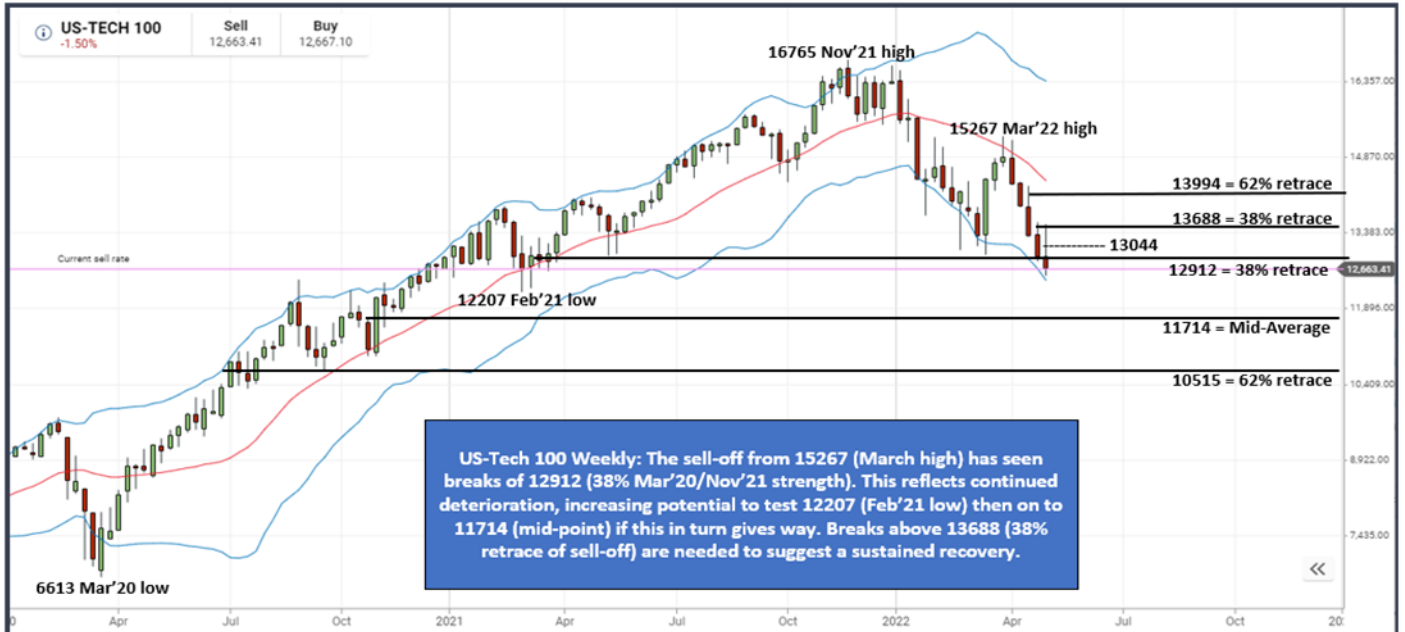 US-TECH 100
-1.50%
Sell
12,663.41
Buy
12,667.10
16765 Nov'21 high
15267 Mar'22 high
13994 = 62% retrace
13688 = 38% retrace
13044
Current sell rate
12912 = 38% retrace
12207 Feb'21 low
11714 = Mid-Average
10515 = 62% retrace
6613 Mar'20 low
US-Tech 100 Weekly: The sell-off from 15267 (March high) has seen
breaks of 12912 (38% Mar'20/Nov'21 strength). This reflects continued
deterioration, increasing potential to test 12207 (Feb'21 low) then on to
11714 (mid-point) if this in turn gives way. Breaks above 13688 (38%
retrace of sell-off) are needed to suggest a sustained recovery.
16,357.00
14,870.00
13,383.00
12,663.41
11,896.00
10,409.00
8,922.00
7,435.00
0 Apr Jul Oct 2021 Apr Jul Oct 2022 Apr Jul Oct 20